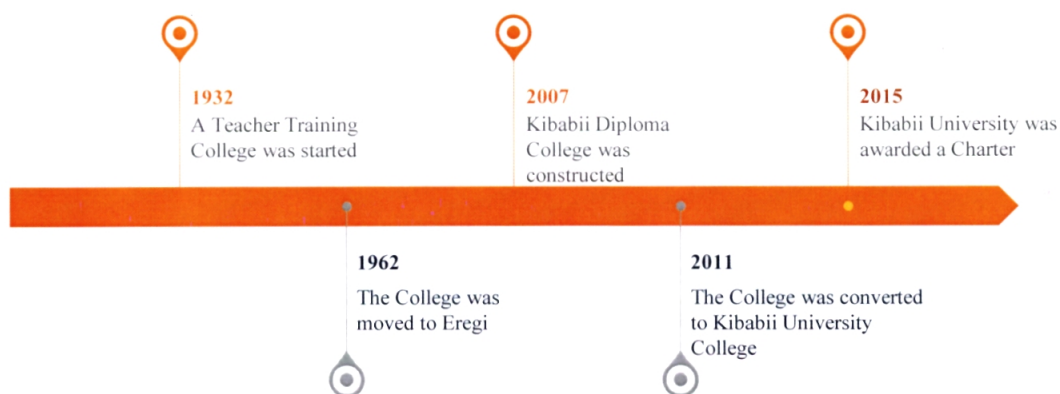 1932
A Teacher Training
College was started
2007
Kibabii Diploma
College was
constructed
2015
Kibabii University was
awarded a Charter
1962
The College was
moved to Eregi
2011
The College was converted
to Kibabii University
College